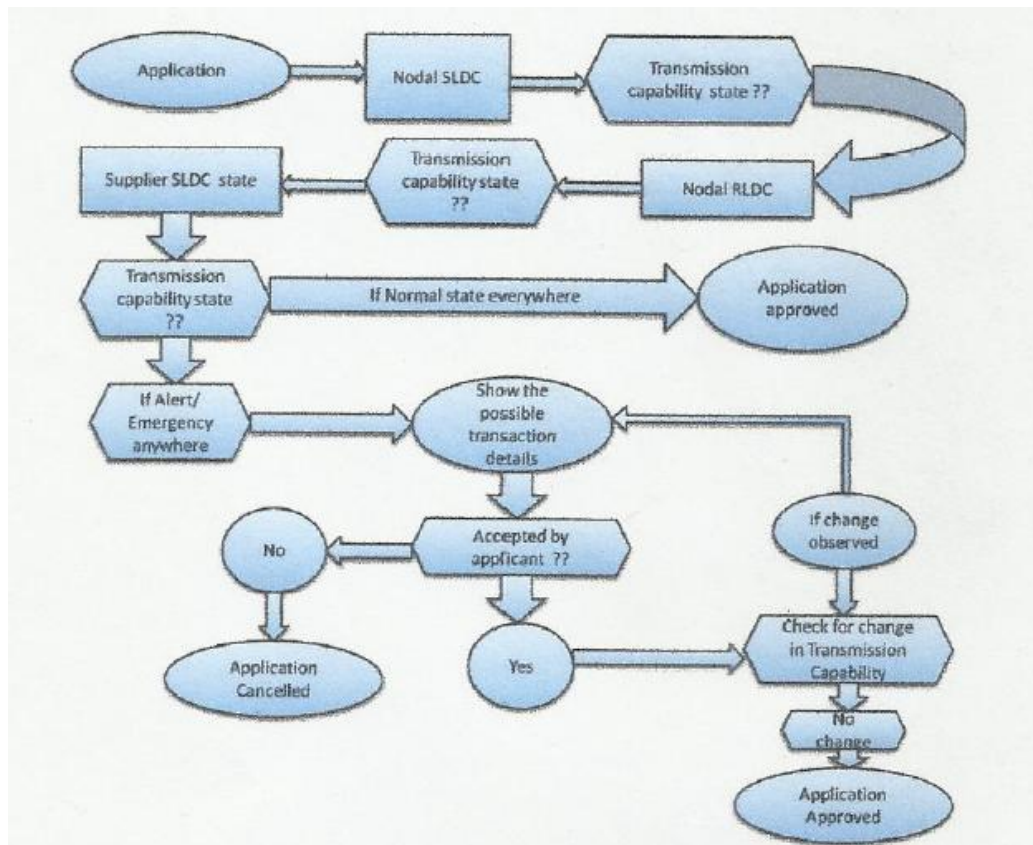 Application
Nodal SLDC
Transmission
capability state ??
Supplier SLDC state
Transmission
capability state
??
Nodal RLDC
Transmission
capability state
??
If Normal state everywhere
Application
approved
If Alert/
Emergency
anywhere
Show the
possible
transaction
details
If change
observed
No
Accepted by
applicant ??
Application
Cancelled
Yes
Check for change
in Transmission
Capability
No
change
Application
Approved